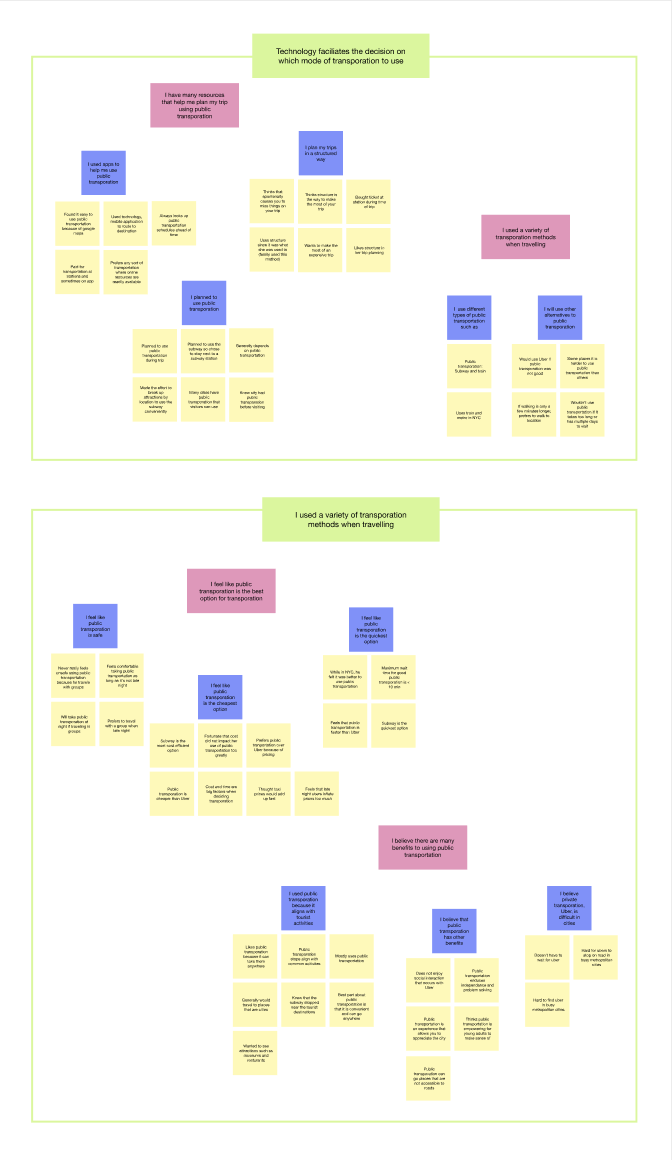 Technology faciliates the decision on
which mode of transporation to use
I have many resources
that help me plan my trip
using public
transporation
I used apps to
help me use
public
transporation
Found it easy to
use public
transportation
because of google
maps
Used technology,
mobile application
to route to
destination
Always looks up
public
transportation
schedules ahead of
time
Paid for
transportation at
stations and
sometimes on app
Prefers any sort of
transportation
where online
resources are
readily available
I plan my trips
in a structured
way
Thinks that
spontaneity
causes you to
miss things on
your trip
Thinks structure is
the way to make
the most of your
trip
Bought ticket at
station during time
of trip
Uses structure
since it was what
she was used to
(family used this
method)
Wants to make the
most of an
expensive trip
Likes structure in
her trip planning
I planned to
use public
transporation
Planned to use
public
transportation
during trip
Planned to use the
subway so chose
to stay next to a
subway station
Generally depends
on public
transportation
Made the effort to
break up
attractions by
location to use the
subway
conveniently
Many cities have
public
transportation that
visitors can use
Knew city had
public
transportation
before visiting
I used a variety of
transporation methods
when travelling
I use different
types of public
transportation
such as
Public
transportation:
Subway and train
Uses train and
metro in NYC
I will use other
alternatives to
public
transporation
Would use Uber if
public
transportation was
not good
Some places it is
harder to use
public
transportation than
others
If walking is only a
few minutes longer,
prefers to walk to
location
Wouldn't use
public
transportation if it
takes too long or
has multiple days
to wait
I used a variety of transporation
methods when travelling
I feel like public
transporation is the best
option for transporation
I feel like
public
transporation
is safe
Never really feels
unsafe using public
transportation
because he travels
with groups
Feels comfortable
taking public
transportation as
long as it's not late
night
Will take public
transportation at
night if traveling in
groups
Prefers to travel
with a group when
late night
I feel like
public
transporation
is the cheapest
option
Subway is the
most cost efficient
option
Fortunate that cost
did not impact her
use of public
transportation too
greatly
Prefers public
transportation over
Uber because of
pricing
Public
transportation is
cheaper than Uber
Cost and time are
big factors when
deciding
transportation
Thought taxi
prices would add
up fast
Feels that late
night ubers inflate
prices too much
I feel like
public
transporation
is the quickest
option
While in NYC, he
felt it was better to
use public
transportation
Maximum wait
time for good
public
transportation is <
10 min
Feels that public
transportation is
faster than Uber
Subway is the
quickest option
I believe there are many
benefits to using public
transportation
I used public
transporation
because it
aligns with
tourist
activities
Likes public
transportation
because it can
take them
anywhere
Public
transportation
stops align with
common activities
Mostly uses public
transportation
Generally would
travel to places
that are cities
Knew that the
subway stopped
near the tourist
destinations
Best part about
public
transportation is
that it is convenient
and can go
anywhere
Wanted to see
attractions such as
museums and
restaurants
I believe that
public
transporation
has other
benefits
Does not enjoy
social interaction
that occurs with
Uber
Public
transportation
enforces
independence and
problem solving
Public
transportation is
an experience that
allows you to
appreciate the city
Thinks public
transportation is
empowering for
young adults to
make sense of
Public
transportation can
go places that are
not accessible to
roads
I believe
private
transporation,
Uber, is
difficult in
cities
Doesn't have to
wait for uber
Hard for ubers to
stop on road in
busy metropolitan
cities
Hard to find uber
in busy
metropolitan cities